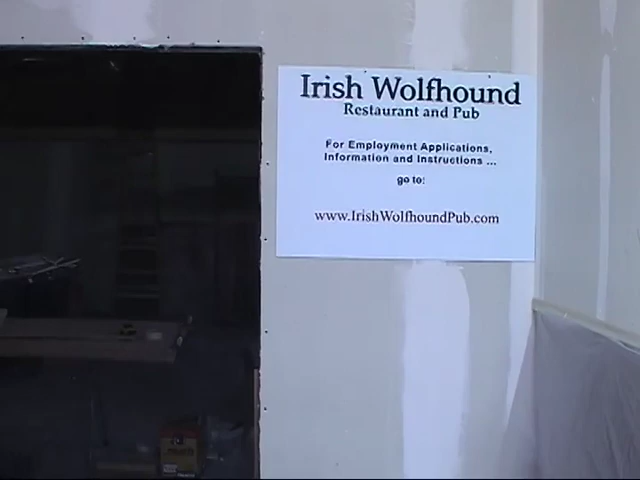 Irish Wolfhound
Restaurant and Pub
For Employment Applications,
Information and Instructions ...
go to:
www.IrishWolfhoundPub.com